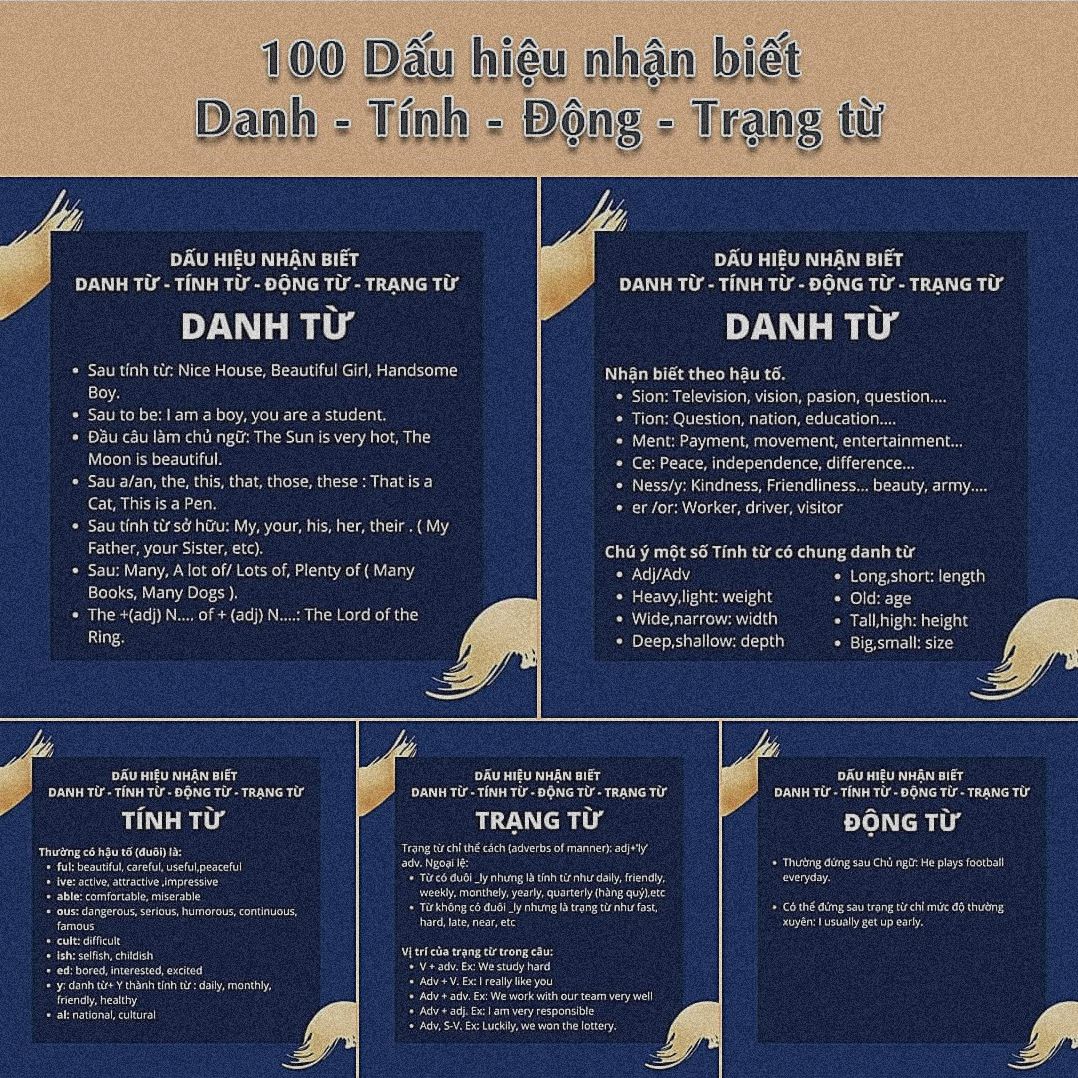 100 Dấu hiệu nhận biết
Danh - Tính - Động - Trạng từ
DẤU HIỆU NHẬN BIẾT
DANH TỪ - TÍNH TỪ - ĐỘNG TỪ - TRẠNG TỪ
DANH TỪ
• Sau tính từ: Nice House, Beautiful Girl, Handsome
Boy.
• Sau to be: I am a boy, you are a student.
• Đầu câu làm chủ ngữ: The Sun is very hot, The
Moon is beautiful.
• Sau a/an, the, this, that, those, these : That is a
Cat, This is a Pen.
• Sau tính từ sở hữu: My, your, his, her, their . ( My
Father, your Sister, etc).
• Sau: Many, A lot of/ Lots of, Plenty of ( Many
Books, Many Dogs ).
• The +(adj) N.... of + (adj) N....: The Lord of the
Ring.
DẤU HIỆU NHẬN BIẾT
DANH TỪ - TÍNH TỪ - ĐỘNG TỪ - TRẠNG TỪ
DANH TỪ
Nhận biết theo hậu tố.
• Sion: Television, vision, pasion, question....
• Tion: Question, nation, education....
• Ment: Payment, movement, entertainment...
• Ce: Peace, independence, difference...
• Ness/y: Kindness, Friendliness... beauty, army....
• er /or: Worker, driver, visitor
Chú ý một số Tính từ có chung danh từ
• Adj/Adv
• Heavy,light: weight
• Wide,narrow: width
• Deep,shallow: depth
• Long,short: length
• Old: age
• Tall,high: height
• Big,small: size
DẤU HIỆU NHẬN BIẾT
DANH TỪ - TÍNH TỪ - ĐỘNG TỪ - TRẠNG TỪ
TÍNH TỪ
Thường có hậu tố (đuôi) là:
• ful: beautiful, careful, useful,peaceful
• ive: active, attractive ,impressive
• able: comfortable, miserable
• ous: dangerous, serious, humorous, continuous,
famous
• cult: difficult
• ish: selfish, childish
• ed: bored, interested, excited
• y: danh từ+ Y thành tính từ : daily, monthly,
friendly, healthy
• al: national, cultural
DẤU HIỆU NHẬN BIẾT
DANH TỪ - TÍNH TỪ - ĐỘNG TỪ - TRẠNG TỪ
TRẠNG TỪ
Trạng từ chỉ thể cách (adverbs of manner): adj+'ly'
adv. Ngoại lệ:
• Từ có đuôi _ly nhưng là tính từ như daily, friendly,
weekly, monthely, yearly, quarterly (hàng quý),etc
• Từ không có đuôi _ly nhưng là trạng từ như fast,
hard, late, near, etc
Vị trí của trạng từ trong câu:
• V + adv. Ex: We study hard
• Adv + V. Ex: I really like you
• Adv + adv. Ex: We work with our team very well
• Adv + adj. Ex: I am very responsible
• Adv, S-V. Ex: Luckily, we won the lottery.
DẤU HIỆU NHẬN BIẾT
DANH TỪ - TÍNH TỪ - ĐỘNG TỪ - TRẠNG TỪ
ĐỘNG TỪ
• Thường đứng sau Chủ ngữ: He plays football
everyday.
• Có thể đứng sau trạng từ chỉ mức độ thường
xuyên: I usually get up early.